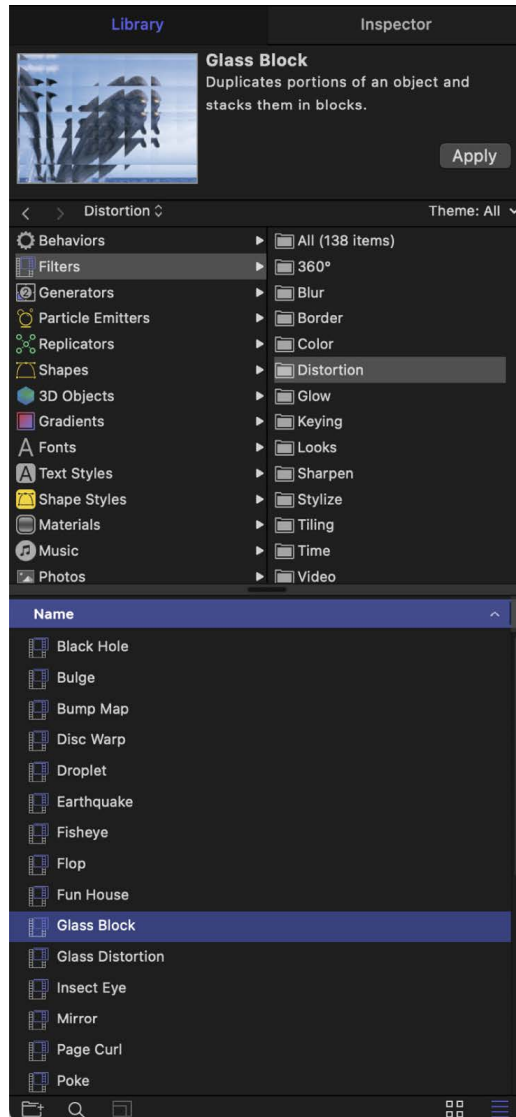 Library
Inspector
Glass Block
Duplicates portions of an object and
stacks them in blocks.
Apply
Distortion
Theme: All
Behaviors
Filters
Generators
Particle Emitters
Replicators
Shapes
3D Objects
Gradients
Fonts
Text Styles
Shape Styles
Materials
Music
Photos
All (138 items)
360°
Blur
Border
Color
Distortion
Glow
Keying
Looks
Sharpen
Stylize
Tiling
Time
Video
Name
Black Hole
Bulge
Bump Map
Disc Warp
Droplet
Earthquake
Fisheye
Flop
Fun House
Glass Block
Glass Distortion
Insect Eye
Mirror
Page Curl
Poke